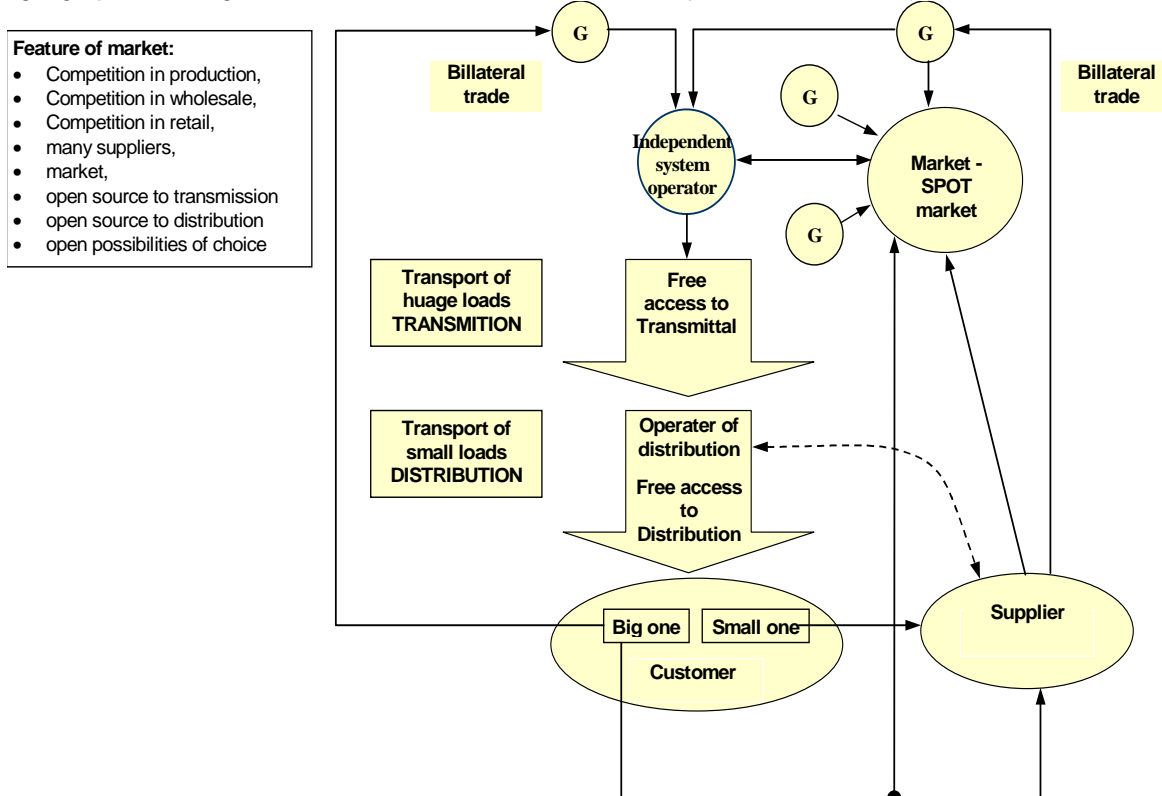 Feature of market:
• Competition in production,
• Competition in wholesale,
• Competition in retail,
• many suppliers,
• market,
• open source to transmission
• open source to distribution
• open possibilities of choice
G
G
Billateral
trade
Billateral
trade
G
Independent
system
operator
Market -
SPOT
market
G
Transport of
huage loads
TRANSMITION
Free
access to
Transmittal
Transport of
small loads
DISTRIBUTION
Operater of
distribution
Free access
to
Distribution
Big one
Small one
Customer
Supplier